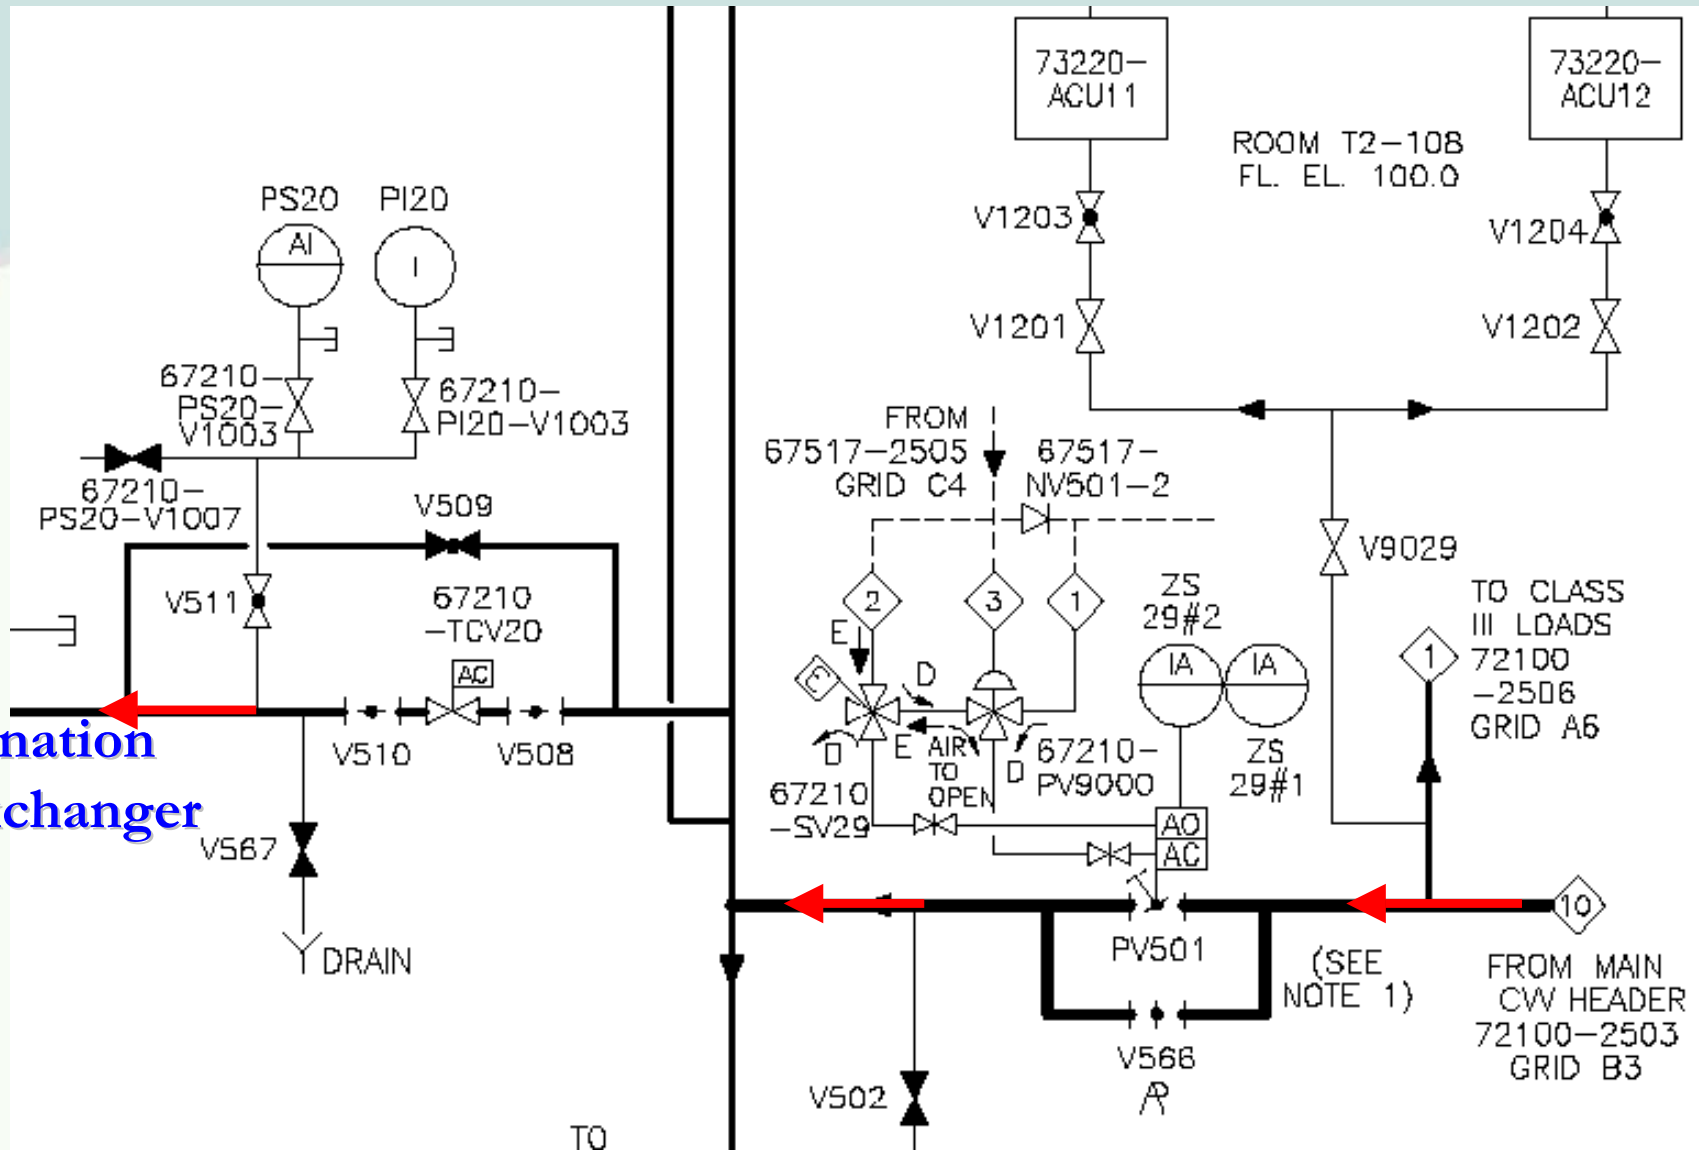 73220-
ACU11
73220-
ACU12
ROOM T2-108
FL. EL. 100.0
V1203
V1204
V1201
V1202
PS20
PI20
AI
I
67210-
PS20-
V1003
67210-
PI20-V1003
67210-
PS20-V1007
V509
V511
67210
-TCV20
AC
V510
V508
nation
changer
V567
DRAIN
FROM
67517-2505
GRID C4
67517-
NV501-2
2
3
1
E
D
3
D
E
AIR
TO
OPEN
D
67210-
PV9000
67210
-SV29
ZS
29#2
IA
IA
ZS
29#1
AO
AC
V9029
TO CLASS
III LOADS
72100
-2506
GRID A6
1
10
PV501
(SEE
NOTE 1)
FROM MAIN
CW HEADER
72100-2503
GRID B3
V566
V502
TO